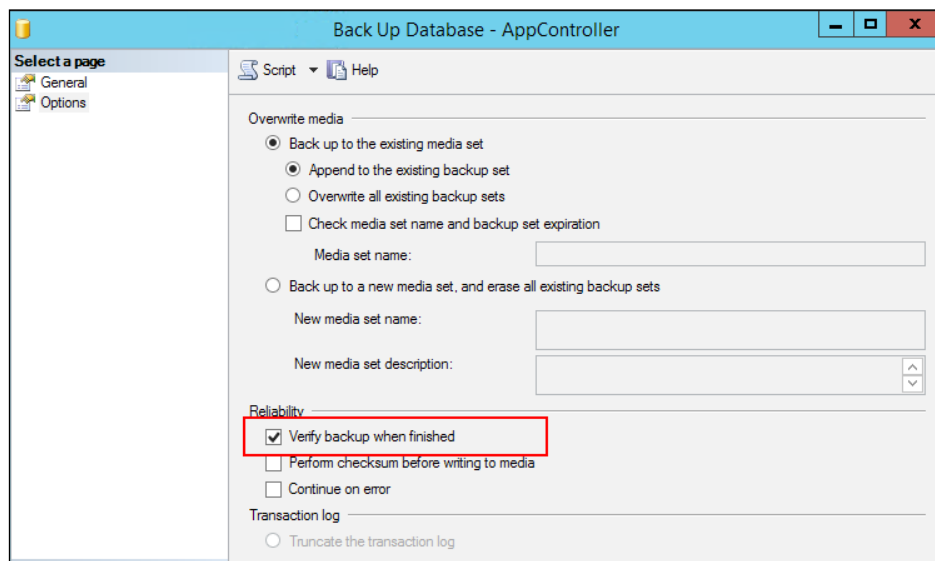 Back Up Database - AppController
Select a page
General
Options
Script
Help
Overwrite media
Back up to the existing media set
Append to the existing backup set
Overwrite all existing backup sets
Check media set name and backup set expiration
Media set name:
Back up to a new media set, and erase all existing backup sets
New media set name:
New media set description:
Reliability
Verify backup when finished
Perform checksum before writing to media
Continue on error
Transaction log
Truncate the transaction log